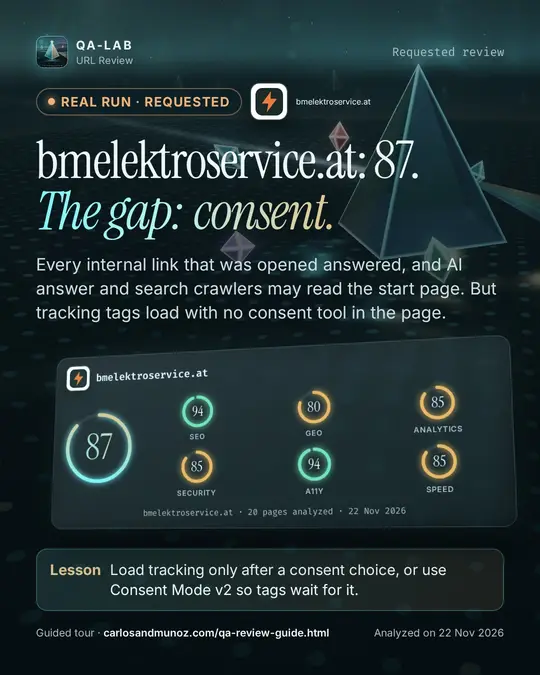 QA-LAB
URL Review
Requested review
REAL RUN · REQUESTED
bmelektroservice.at
bmelektroservice.at: 87.
The gap: consent.
Every internal link that was opened answered, and AI
answer and search crawlers may read the start page. But
tracking tags load with no consent tool in the page.
bmelektroservice.at
87
94
SEO
80
GEO
85
ANALYTICS
85
SECURITY
94
A11Y
85
SPEED
bmelektroservice.at · 20 pages analyzed · 22 Nov 2026
Lesson Load tracking only after a consent choice, or use
Consent Mode v2 so tags wait for it.
Guided tour · carlosandmunoz.com/qa-review-guide.html
Analyzed on 22 Nov 2026